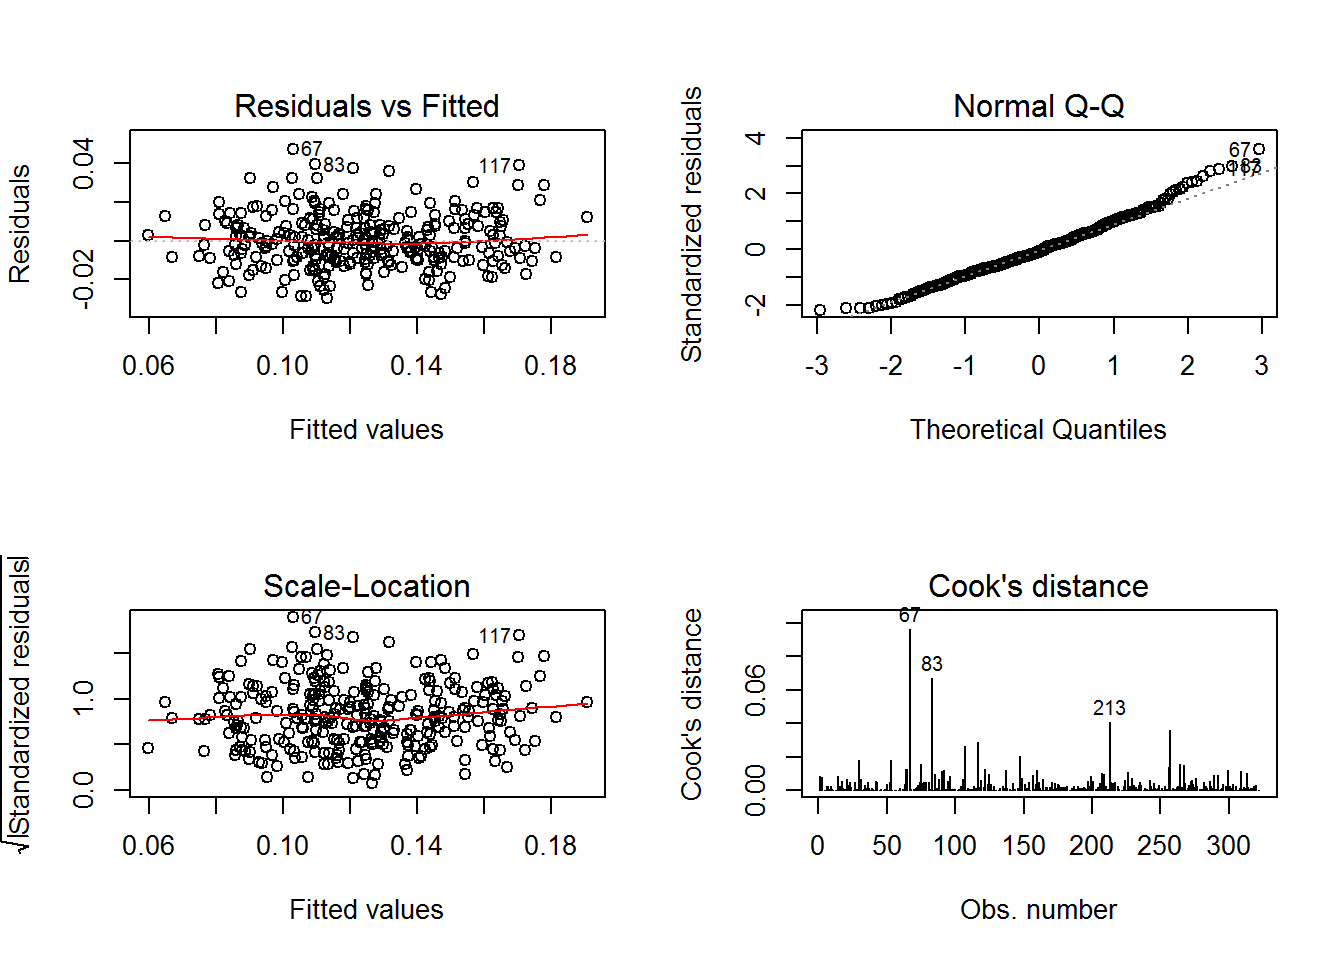 Residuals vs Fitted
Residuals
0.04
-0.02
67
83
117
0.06 0.10 0.14 0.18
Fitted values
Normal Q-Q
Standardized residuals
4
2
0
-2
67
83
117
-3 -2 -1 0 1 2 3
Theoretical Quantiles
Scale-Location
√|Standardized residuals|
1.0
0.0
67
83
117
0.06 0.10 0.14 0.18
Fitted values
Cook's distance
Cook's distance
0.06
0.00
67
83
213
0 50 100 150 200 250 300
Obs. number